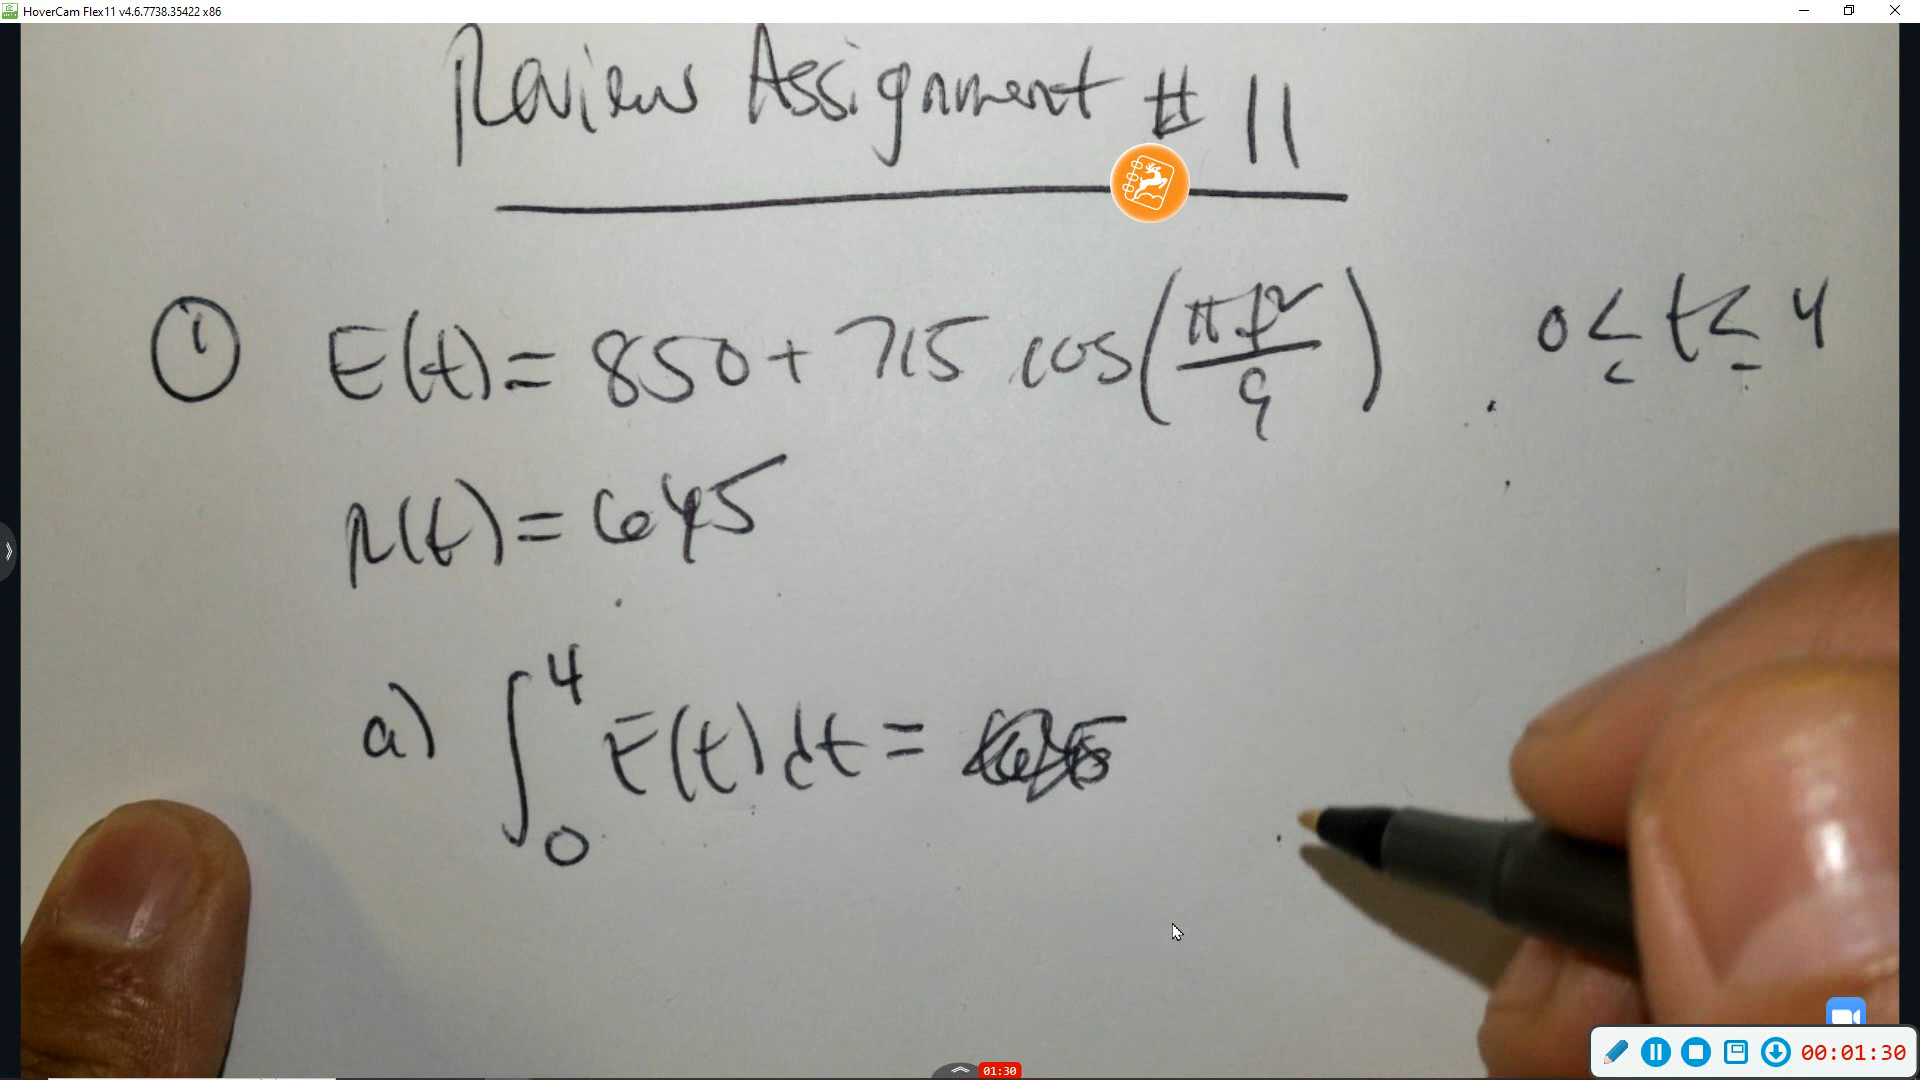 HoverCam Flex11 v4.6.7738.35422 x86
Review Assignment # 11
① E(t) = 850 + 715 cos(πt²/9) 0 ≤ t ≤ 4
R(t) = 645
a) ∫₀⁴ E(t) dt =
00:01:30
01:30